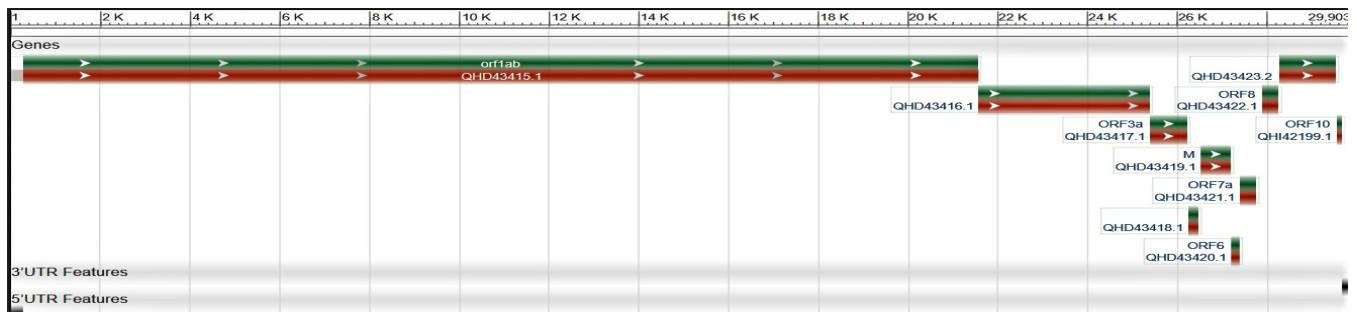 1 2 K 4 K 6 K 8 K 10 K 12 K 14 K 16 K 18 K 20 K 22 K 24 K 26 K 29,903
Genes
orf1ab
QHD43415.1
QHD43423.2
QHD43416.1
ORF8
QHD43422.1
ORF3a
QHD43417.1
ORF10
QHI42199.1
M
QHD43419.1
ORF7a
QHD43421.1
QHD43418.1
ORF6
QHD43420.1
3'UTR Features
5'UTR Features